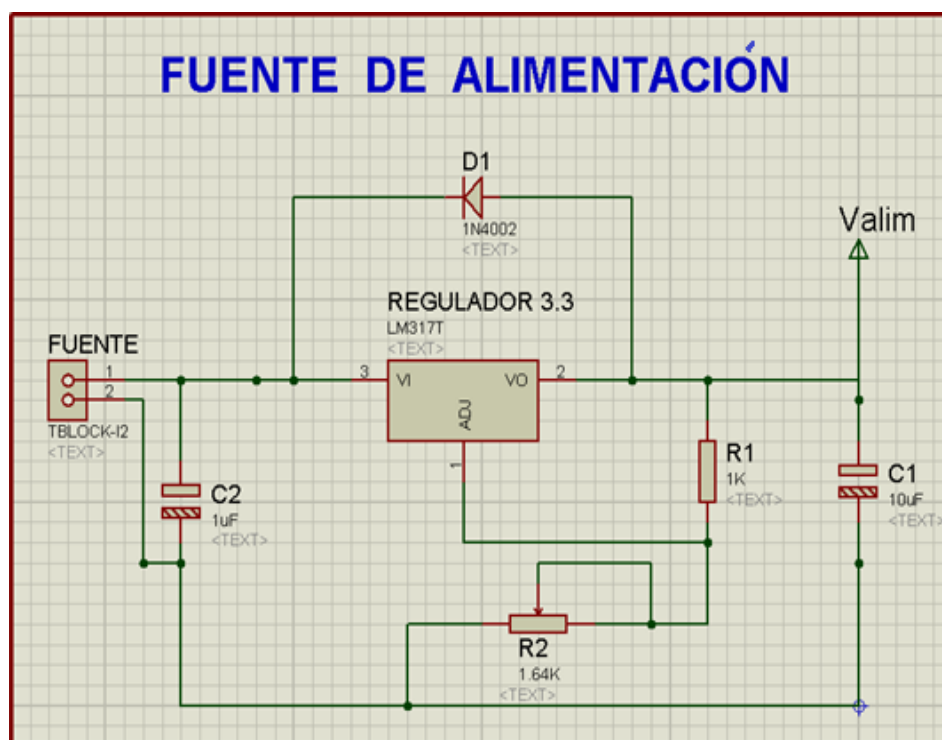 FUENTE DE ALIMENTACIÓN
D1
1N4002
<TEXT>
Valim
REGULADOR 3.3
LM317T
<TEXT>
FUENTE
1
2
TBLOCK-I2
<TEXT>
3
VI
VO
2
ADJ
1
R1
1K
<TEXT>
C1
10uF
<TEXT>
C2
1uF
<TEXT>
R2
1.64K
<TEXT>